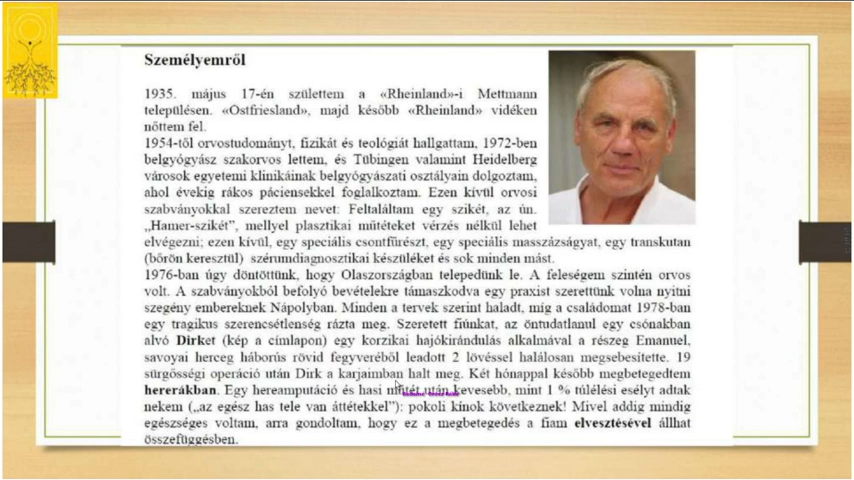 Személyemről
1935. május 17-én születtem a «Rheinland»-i Mettmann
településen. «Ostfriesland», majd később «Rheinland» vidéken
nőttem fel.
1954-től orvostudományt, fizikát és teológiát hallgattam, 1972-ben
belgyógyász szakorvos lettem, és Tübingen valamint Heidelberg
városok egyetemi klinikáinak belgyógyászati osztályain dolgoztam,
ahol évekig rákos páciensekkel foglalkoztam. Ezen kívül orvosi
szabványokkal szereztem nevet: Feltaláltam egy szikét, az ún.
„Hamer-szikét”, mellyel plasztikai műtéteket vérzés nélkül lehet
elvégezni; ezen kívül, egy speciális csontfűrészt, egy speciális masszázságyat, egy transkutan
(bőrön keresztül) szérumdiagnosztikai készüléket és sok minden mást.
1976-ban úgy döntöttünk, hogy Olaszországban telepedünk le. A feleségem szintén orvos
volt. A szabványokból befolyó bevételekre támaszkodva egy praxist szerettünk volna nyitni
szegény embereknek Nápolyban. Minden a tervek szerint haladt, míg a családomat 1978-ban
egy tragikus szerencsétlenség rázta meg. Szeretett fiúnkat, az öntudatlanul egy csónakban
alvó Dirket (kép a címlapon) egy korzikai hajókirándulás alkalmával a részeg Emanuel,
savoyai herceg háborús rövid fegyveréből leadott 2 lövéssel halálosan megsebesítette. 19
sürgősségi operáció után Dirk a karjaimban halt meg. Két hónappal később megbetegedtem
hererákban. Egy hereamputáció és hasi műtét után kevesebb, mint 1 % túlélési esélyt adtak
nekem („az egész has tele van áttétekkel”): pokoli kínok következnek! Mivel addig mindig
egészséges voltam, arra gondoltam, hogy ez a megbetegedés a fiam elvesztésével állhat
összefüggésben.